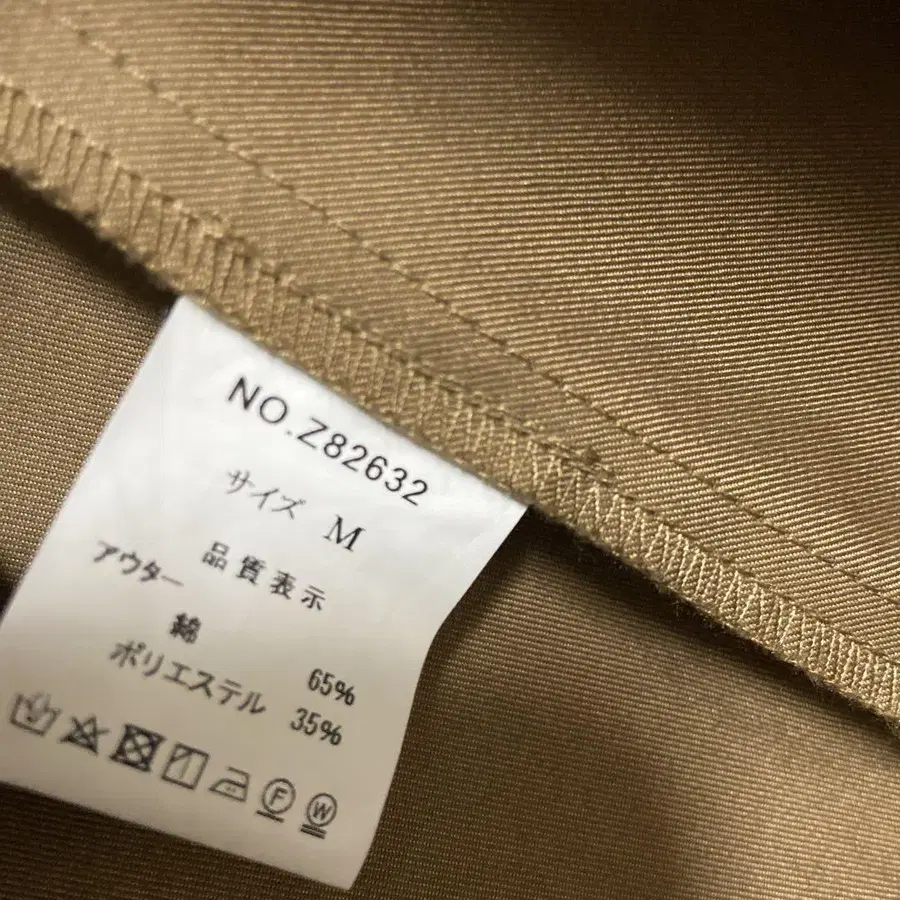 NO.Z82632
サイズ M
品質表示
アウター
綿 65%
ポリエステル 35%
F W